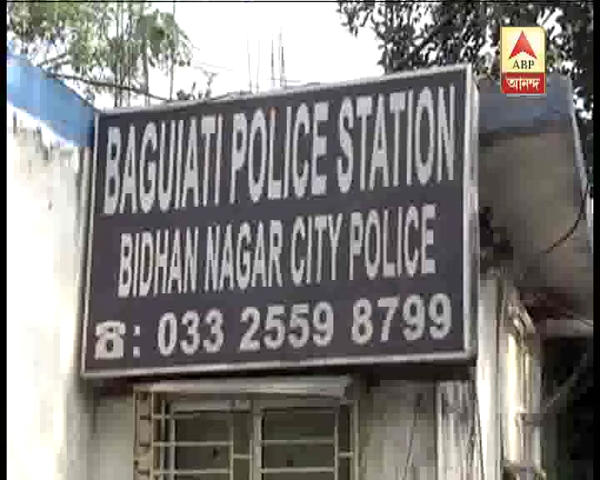 ABP
আনন্দ
BAGUIATI POLICE STATION
BIDHAN NAGAR CITY POLICE
☎: 033 2559 8799